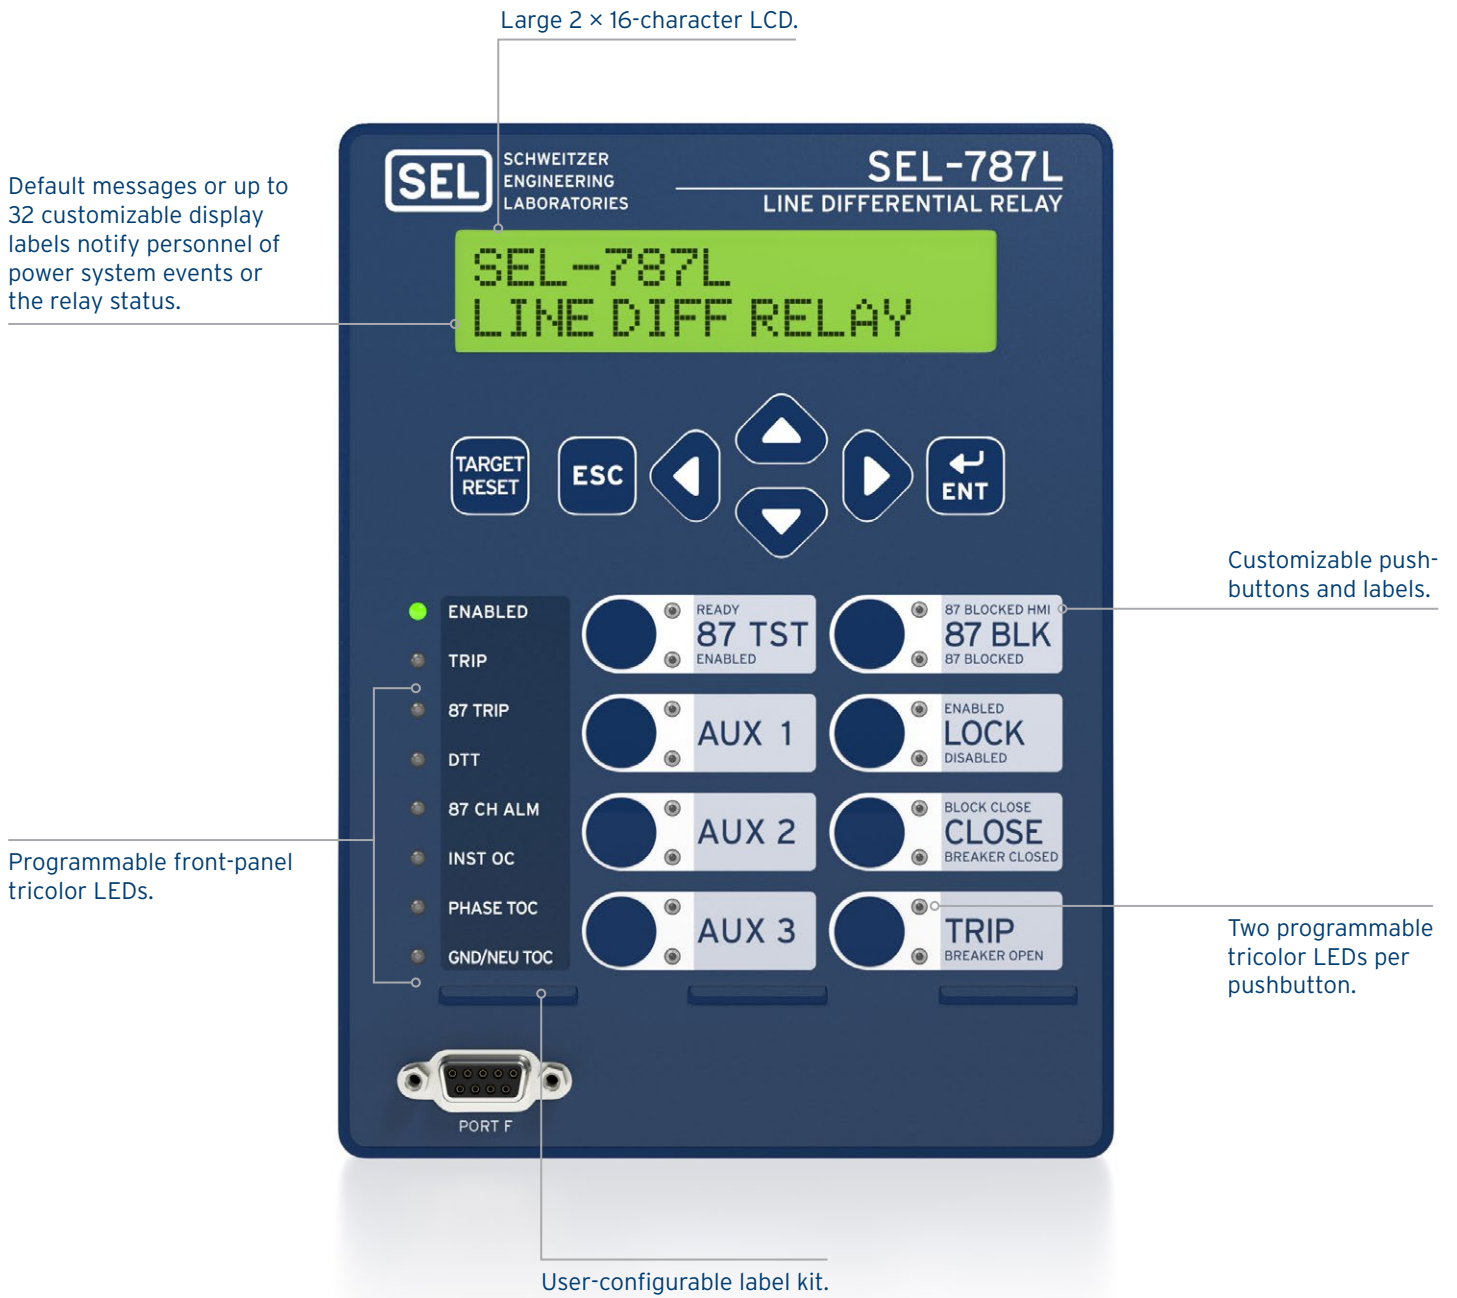 Large 2 × 16-character LCD.
Default messages or up to
32 customizable display
labels notify personnel of
power system events or
the relay status.
SEL
SCHWEITZER
ENGINEERING
LABORATORIES
SEL-787L
LINE DIFFERENTIAL RELAY
SEL-787L
LINE DIFF RELAY
TARGET
RESET
ESC
ENT
Customizable push-
buttons and labels.
ENABLED
TRIP
87 TRIP
DTT
87 CH ALM
INST OC
PHASE TOC
GND/NEU TOC
READY
87 TST
ENABLED
AUX 1
AUX 2
AUX 3
87 BLOCKED HMI
87 BLK
87 BLOCKED
ENABLED
LOCK
DISABLED
BLOCK CLOSE
CLOSE
BREAKER CLOSED
TRIP
BREAKER OPEN
Programmable front-panel
tricolor LEDs.
Two programmable
tricolor LEDs per
pushbutton.
PORT F
User-configurable label kit.